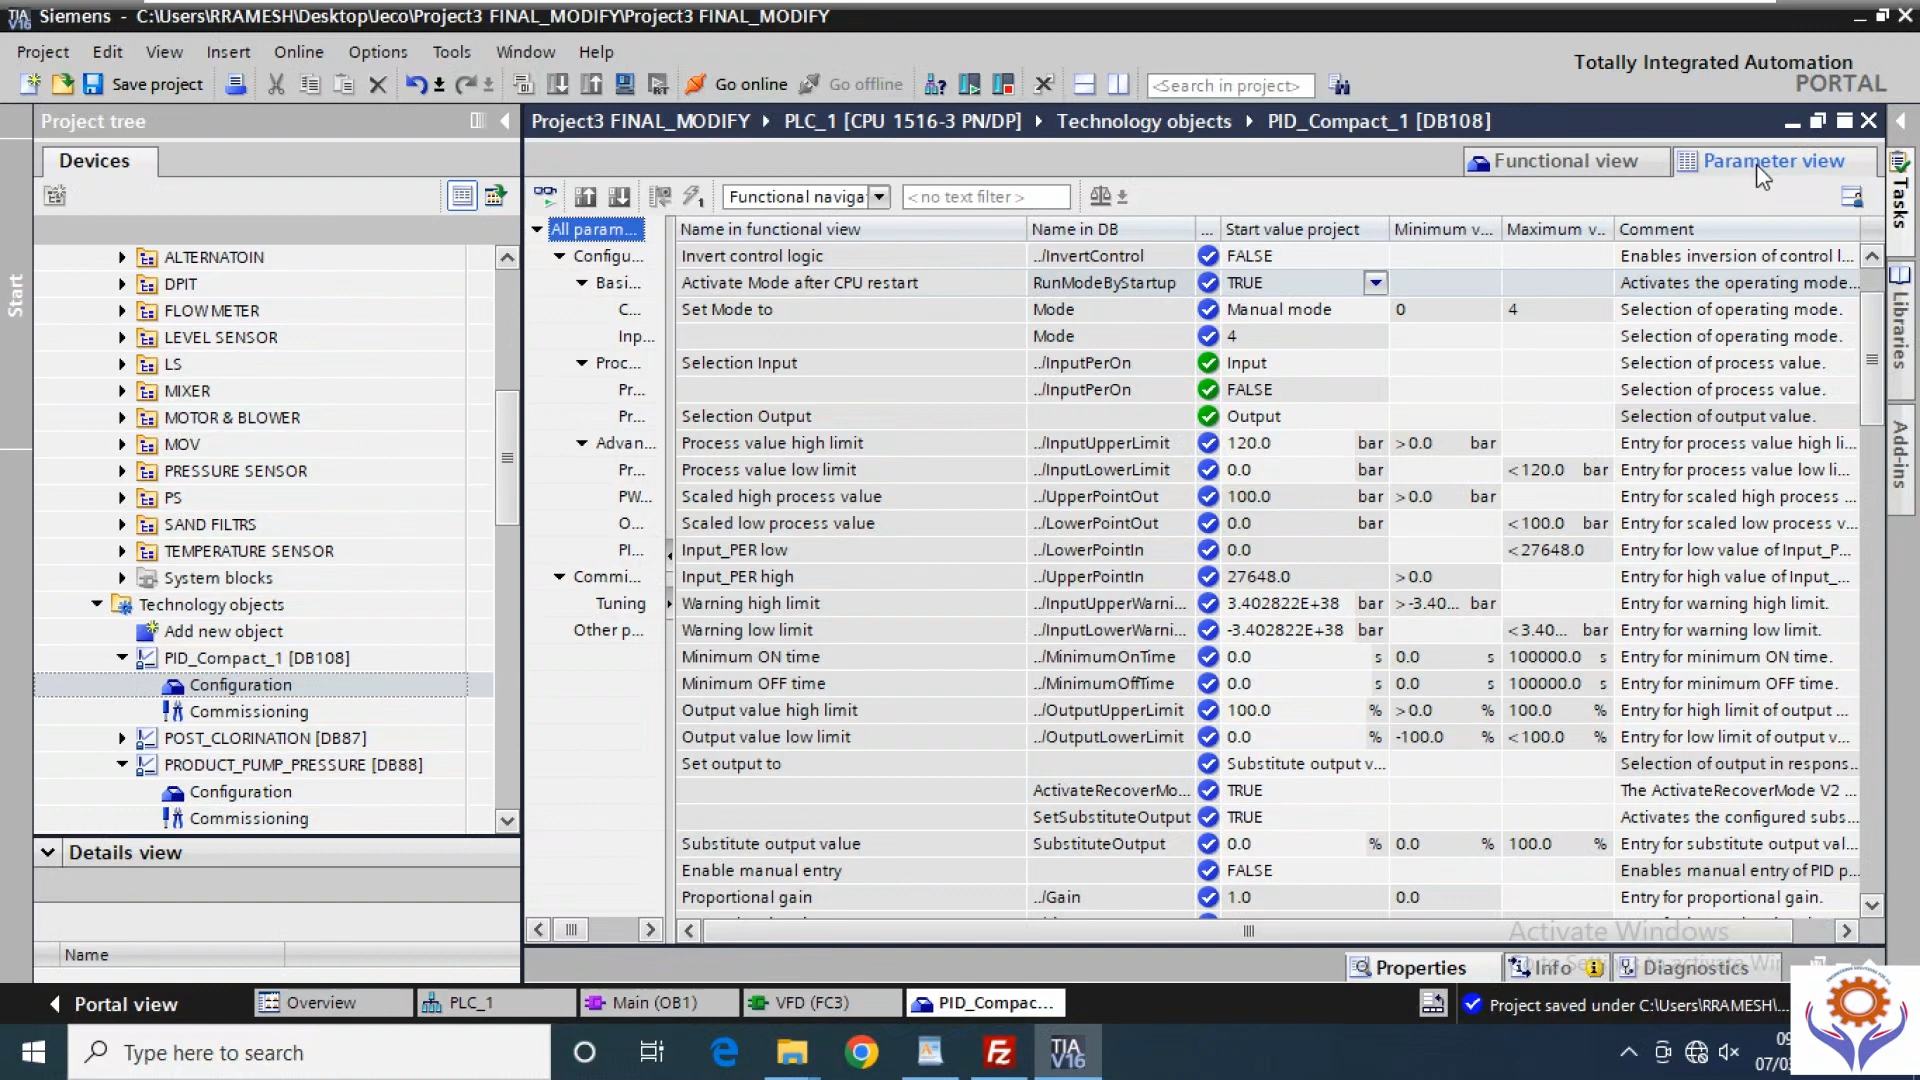 Siemens - C:\Users\RRAMESH\Desktop\Jeco\Project3 FINAL_MODIFY\Project3 FINAL_MODIFY
Project Edit View Insert Online Options Tools Window Help
Totally Integrated Automation
PORTAL
Save project Go online Go offline <Search in project>
Project tree
Project3 FINAL_MODIFY PLC_1 [CPU 1516-3 PN/DP] Technology objects PID_Compact_1 [DB108]
Devices
Functional view Parameter view
Functional naviga <no text filter>
Start
Tasks
Libraries
Add-ins
ALTERNATOIN
DPIT
FLOW METER
LEVEL SENSOR
LS
MIXER
MOTOR & BLOWER
MOV
PRESSURE SENSOR
PS
SAND FILTRS
TEMPERATURE SENSOR
System blocks
Technology objects
Add new object
PID_Compact_1 [DB108]
Configuration
Commissioning
POST_CLORINATION [DB87]
PRODUCT_PUMP_PRESSURE [DB88]
Configuration
Commissioning
Details view
Name
All param...
Configu...
Basi...
C...
Inp...
Proc...
Pr...
Pr...
Advan...
Pr...
PW...
O...
PI...
Commi...
Tuning
Other p...
Name in functional view Name in DB ... Start value project Minimum v... Maximum v... Comment
Invert control logic ../InvertControl FALSE Enables inversion of control l...
Activate Mode after CPU restart RunModeByStartup TRUE Activates the operating mode...
Set Mode to Mode Manual mode 0 4 Selection of operating mode.
Mode 4 Selection of operating mode.
Selection Input ../InputPerOn Input Selection of process value.
../InputPerOn FALSE Selection of process value.
Selection Output Output Selection of output value.
Process value high limit ../InputUpperLimit 120.0 bar >0.0 bar Entry for process value high li...
Process value low limit ../InputLowerLimit 0.0 bar <120.0 bar Entry for process value low li...
Scaled high process value ../UpperPointOut 100.0 bar >0.0 bar Entry for scaled high process ...
Scaled low process value ../LowerPointOut 0.0 bar <100.0 bar Entry for scaled low process v...
Input_PER low ../LowerPointIn 0.0 <27648.0 Entry for low value of Input_P...
Input_PER high ../UpperPointIn 27648.0 >0.0 Entry for high value of Input_...
Warning high limit ../InputUpperWarni... 3.402822E+38 bar >-3.40... bar Entry for warning high limit.
Warning low limit ../InputLowerWarni... -3.402822E+38 bar <3.40... bar Entry for warning low limit.
Minimum ON time ../MinimumOnTime 0.0 s 0.0 s 100000.0 s Entry for minimum ON time.
Minimum OFF time ../MinimumOffTime 0.0 s 0.0 s 100000.0 s Entry for minimum OFF time.
Output value high limit ../OutputUpperLimit 100.0 % >0.0 % 100.0 % Entry for high limit of output ...
Output value low limit ../OutputLowerLimit 0.0 % -100.0 % <100.0 % Entry for low limit of output v...
Set output to Substitute output v... Selection of output in respons...
ActivateRecoverMo... TRUE The ActivateRecoverMode V2 ...
SetSubstituteOutput TRUE Activates the configured subs...
Substitute output value SubstituteOutput 0.0 % 0.0 % 100.0 % Entry for substitute output val...
Enable manual entry FALSE Enables manual entry of PID p...
Proportional gain ../Gain 1.0 0.0 Entry for proportional gain.
Activate Windows
Properties Info Diagnostics
Portal view Overview PLC_1 Main (OB1) VFD (FC3) PID_Compac... Project saved under C:\Users\RRAMESH\...
Type here to search
TIA V16